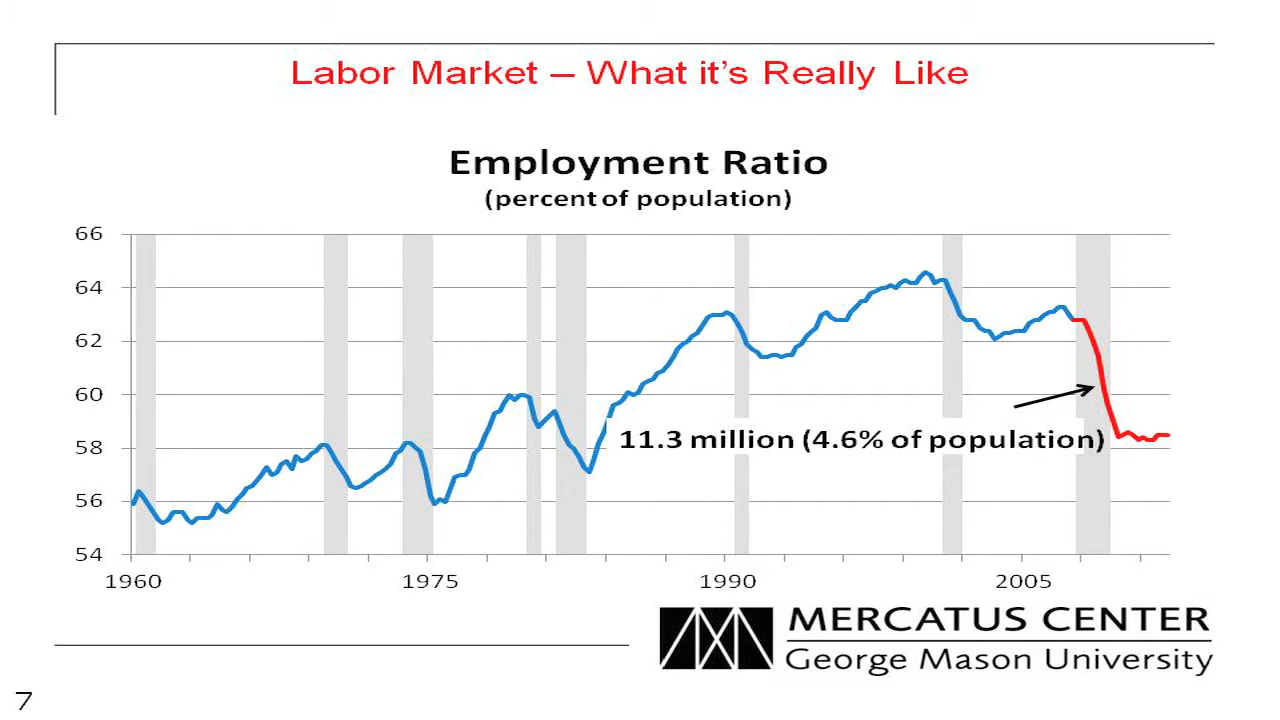 Labor Market – What it's Really Like
Employment Ratio
(percent of population)
66
64
62
60
58
56
54
11.3 million (4.6% of population)
1960 1975 1990 2005
MERCATUS CENTER
George Mason University
7